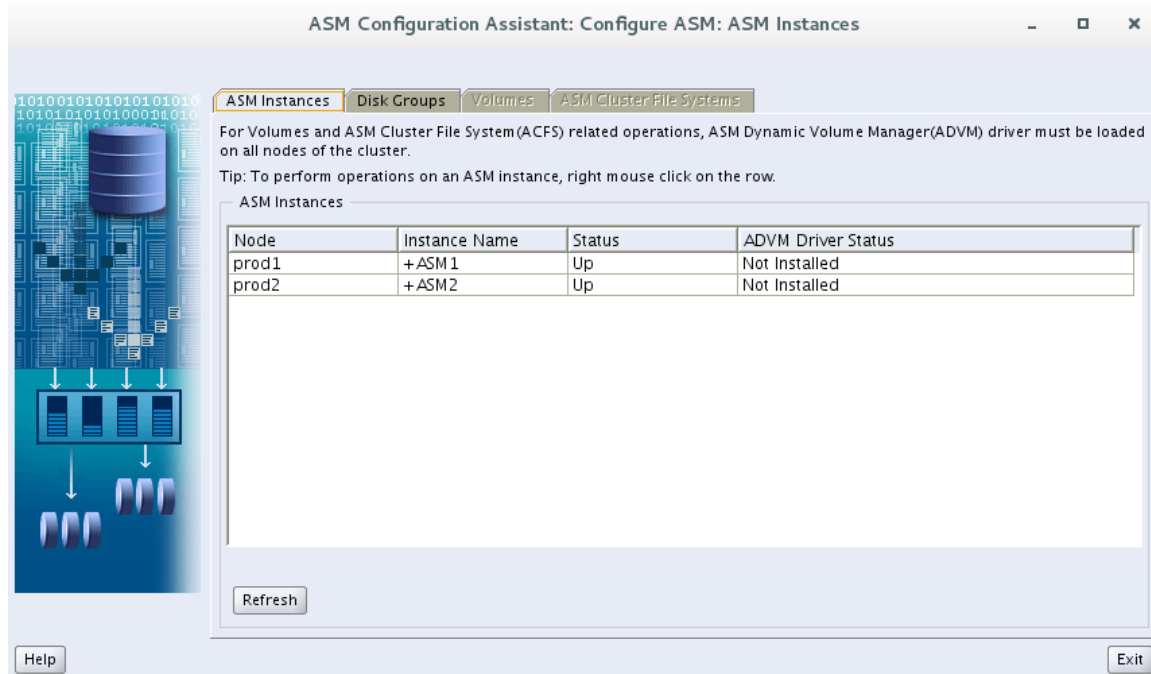 ASM Configuration Assistant: Configure ASM: ASM Instances
ASM Instances Disk Groups Volumes ASM Cluster File Systems
For Volumes and ASM Cluster File System(ACFS) related operations, ASM Dynamic Volume Manager(ADVM) driver must be loaded
on all nodes of the cluster.
Tip: To perform operations on an ASM instance, right mouse click on the row.
ASM Instances
Node Instance Name Status ADVM Driver Status
prod1 +ASM1 Up Not Installed
prod2 +ASM2 Up Not Installed
Refresh
Help Exit